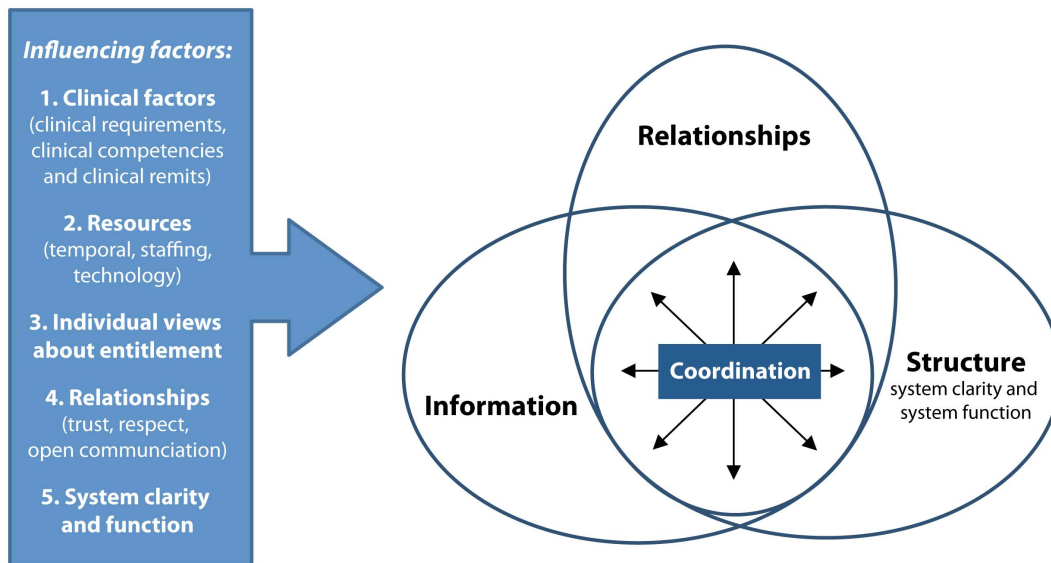 Influencing factors:
1. Clinical factors
(clinical requirements,
clinical competencies
and clinical remits)
2. Resources
(temporal, staffing,
technology)
3. Individual views
about entitlement
4. Relationships
(trust, respect,
open communciation)
5. System clarity
and function
Relationships
Information
Coordination
Structure
system clarity and
system function